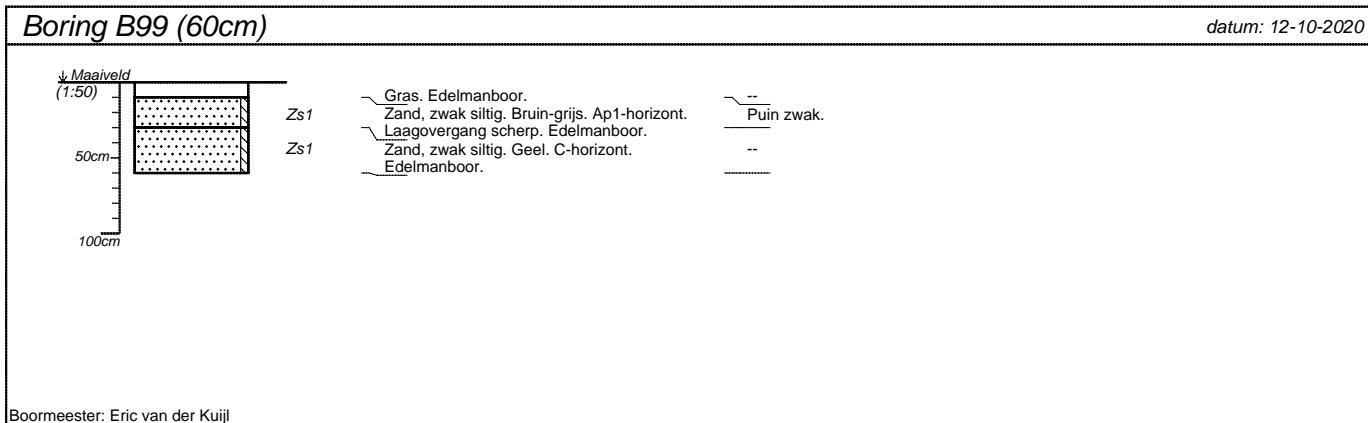 Boring B99 (60cm) datum: 12-10-2020
Maaiveld
(1:50)
Gras. Edelmanboor. --
Zs1 Zand, zwak siltig. Bruin-grijs. Ap1-horizont. Puin zwak.
Laagovergang scherp. Edelmanboor.
50cm Zs1 Zand, zwak siltig. Geel. C-horizont. --
Edelmanboor.
100cm
Boormeester: Eric van der Kuijl